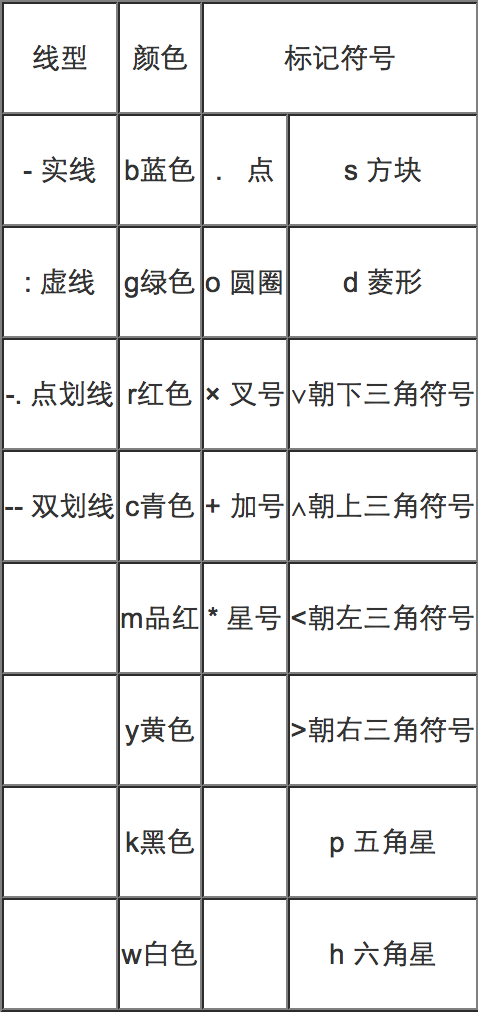 线型 颜色 标记符号
- 实线 b蓝色 . 点 s 方块
: 虚线 g绿色 o 圆圈 d 菱形
-. 点划线 r红色 × 叉号 ∨朝下三角符号
-- 双划线 c青色 + 加号 ∧朝上三角符号
m品红 * 星号 <朝左三角符号
y黄色 >朝右三角符号
k黑色 p 五角星
w白色 h 六角星